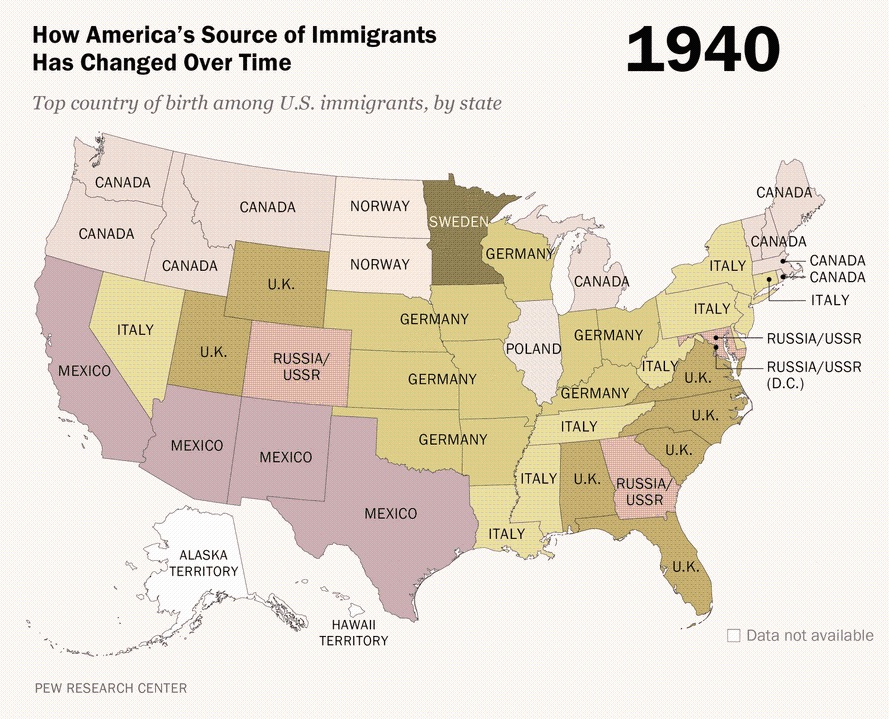 How America's Source of Immigrants
Has Changed Over Time
1940
Top country of birth among U.S. immigrants, by state
CANADA
CANADA
CANADA
CANADA
NORWAY
NORWAY
SWEDEN
GERMANY
CANADA
CANADA
CANADA
CANADA
CANADA
ITALY
ITALY
ITALY
RUSSIA/USSR
RUSSIA/USSR
(D.C.)
MEXICO
ITALY
U.K.
U.K.
RUSSIA/
USSR
GERMANY
GERMANY
GERMANY
POLAND
GERMANY
GERMANY
ITALY
U.K.
U.K.
U.K.
ITALY
MEXICO
MEXICO
MEXICO
ITALY
ITALY
U.K.
RUSSIA/
USSR
U.K.
ALASKA
TERRITORY
HAWAII
TERRITORY
Data not available
PEW RESEARCH CENTER